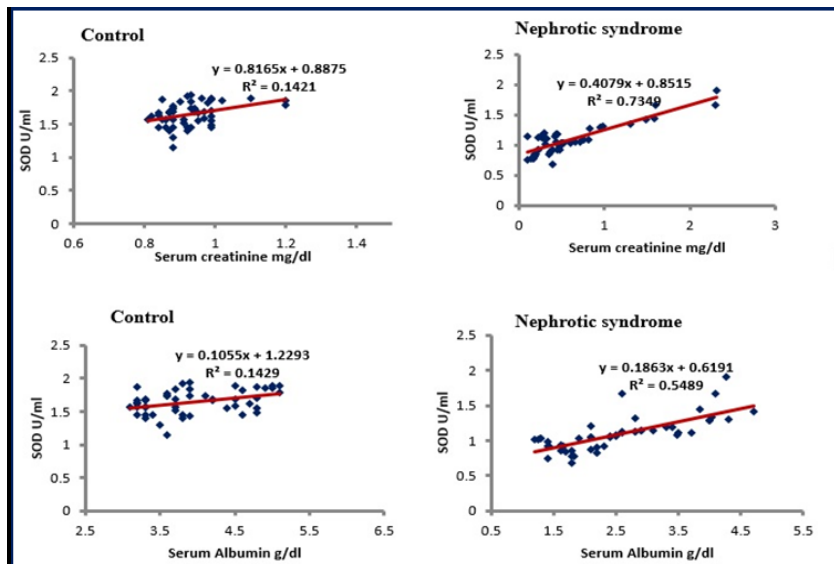 Control
y = 0.8165x + 0.8875
R² = 0.1421
SOD U/ml
2.5
2
1.5
1
0.5
0
0.6
0.8
1
1.2
1.4
Serum creatinine mg/dl
Nephrotic syndrome
y = 0.4079x + 0.8515
R² = 0.7349
SOD U/ml
2.5
2
1.5
1
0.5
0
0
1
2
3
Serum creatinine mg/dl
Control
y = 0.1055x + 1.2293
R² = 0.1429
SOD U/ml
2.5
2
1.5
1
0.5
0
2.5
3.5
4.5
5.5
6.5
Serum Albumin g/dl
Nephrotic syndrome
y = 0.1863x + 0.6191
R² = 0.5489
SOD U/ml
2.5
2
1.5
1
0.5
0
0.5
1.5
2.5
3.5
4.5
5.5
Serum Albumin g/dl